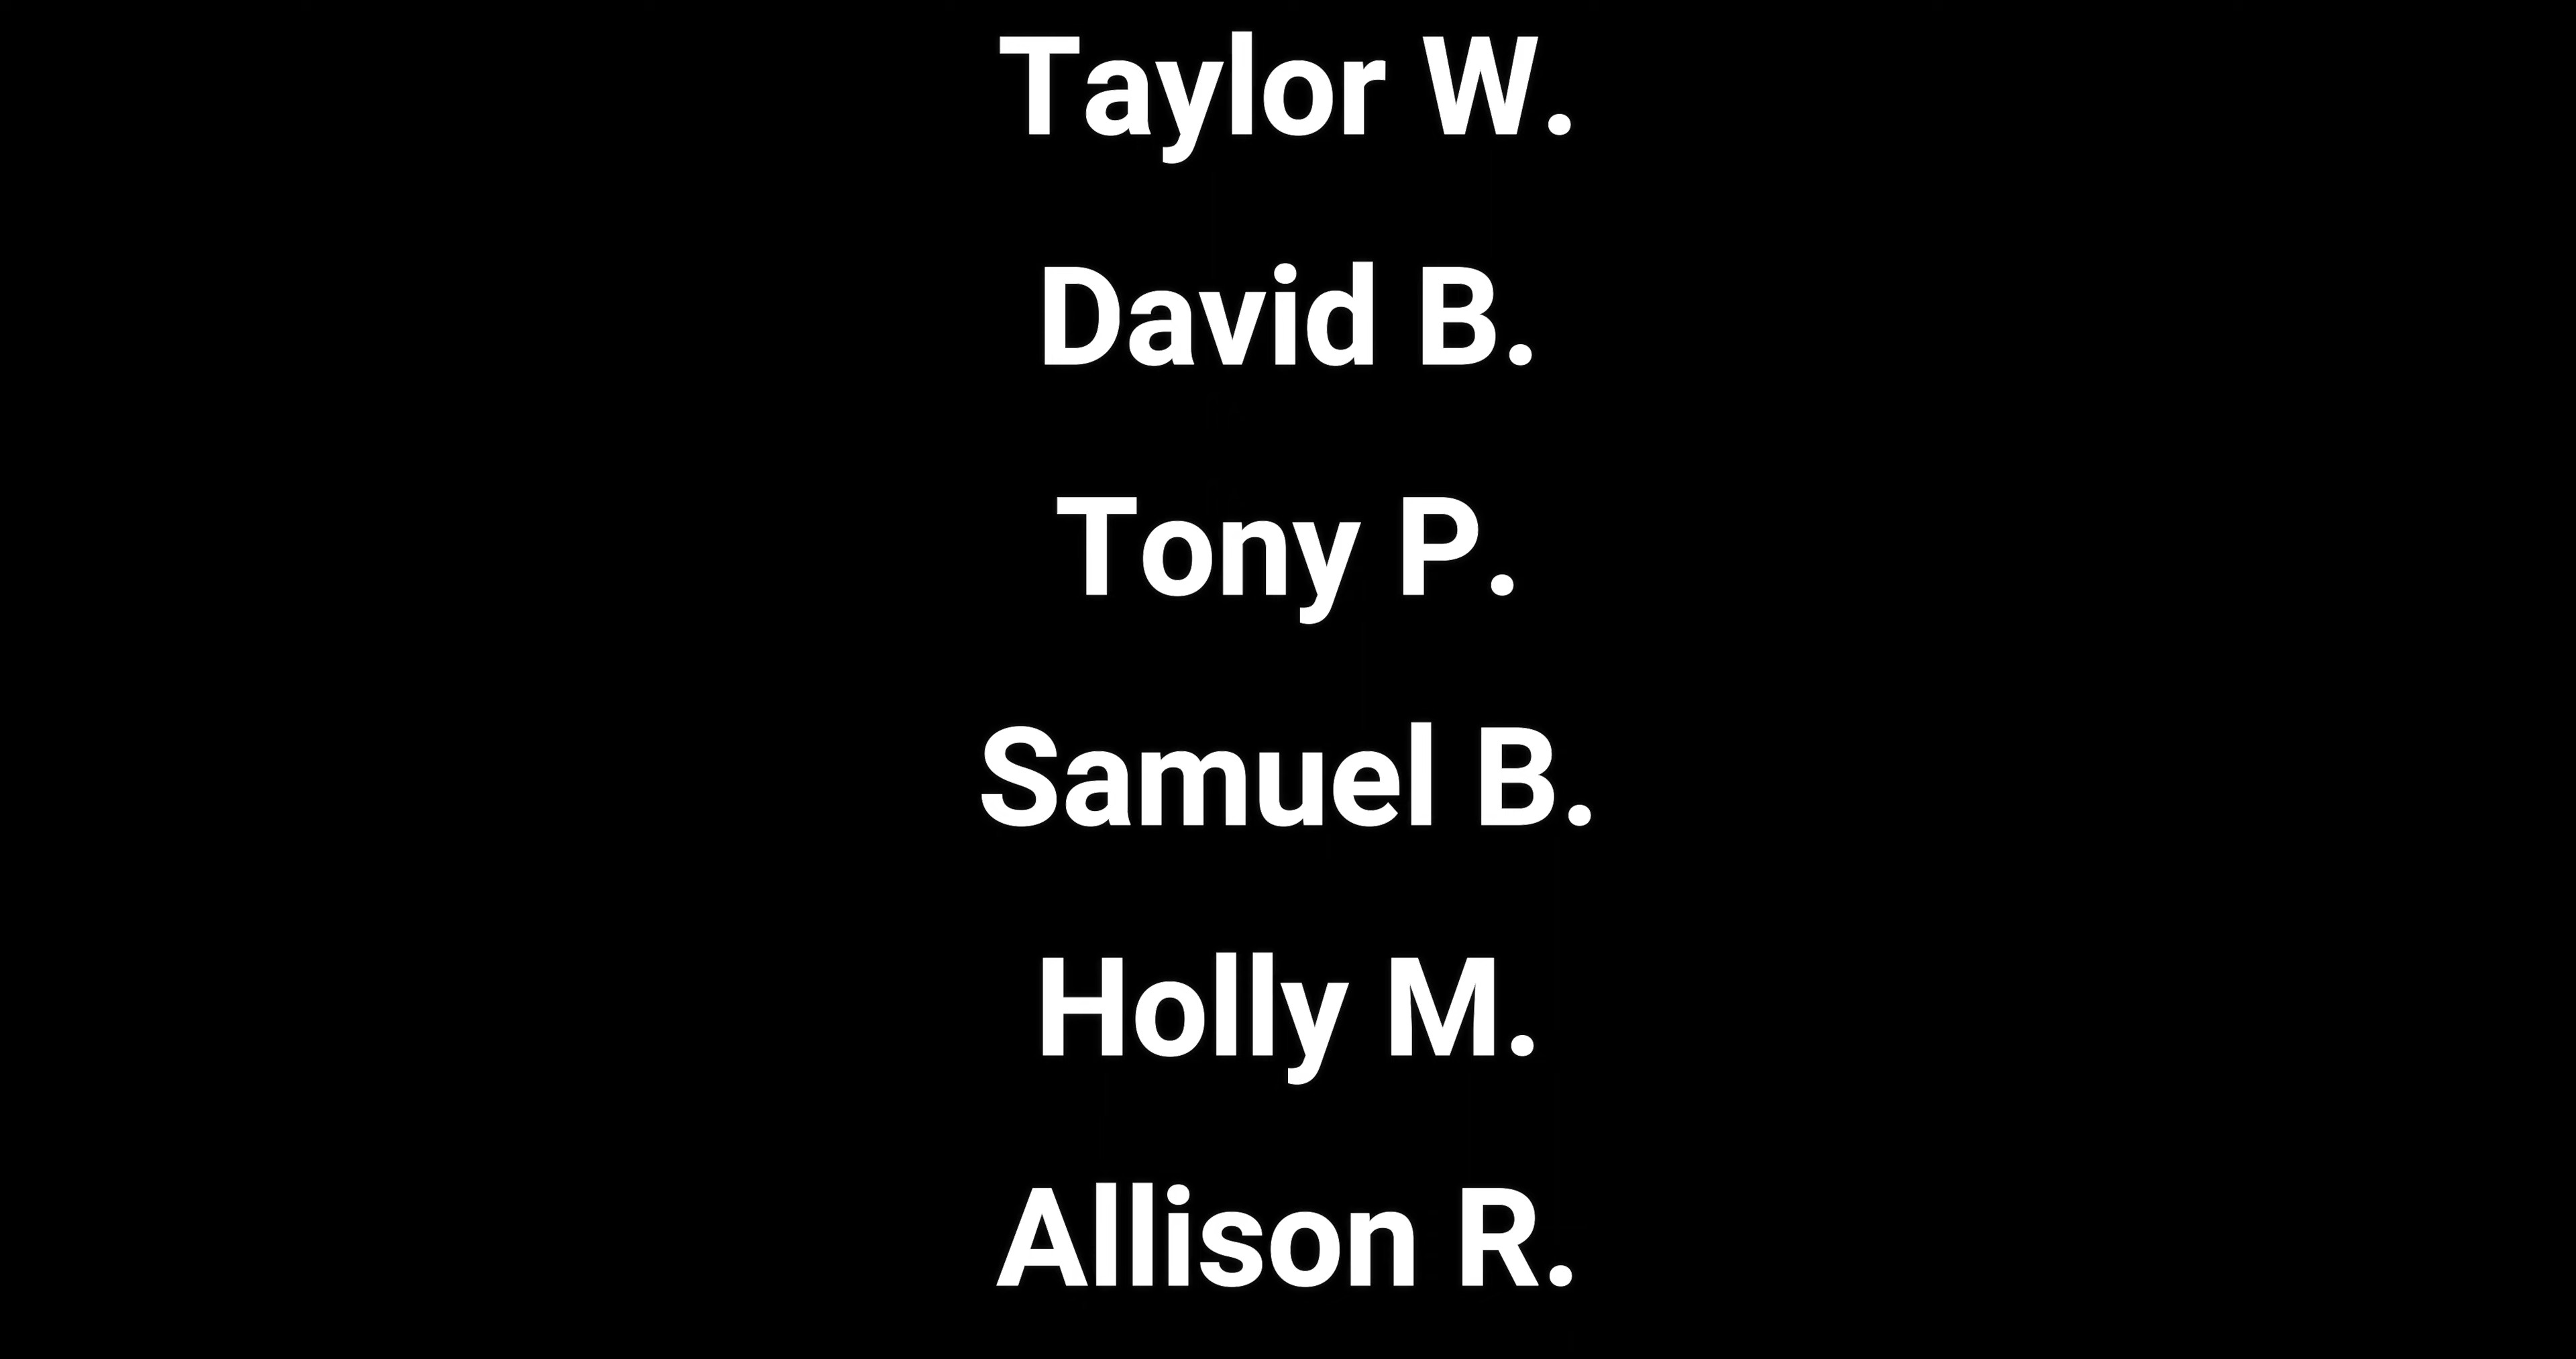 Taylor W.
David B.
Tony P.
Samuel B.
Holly M.
Allison R.